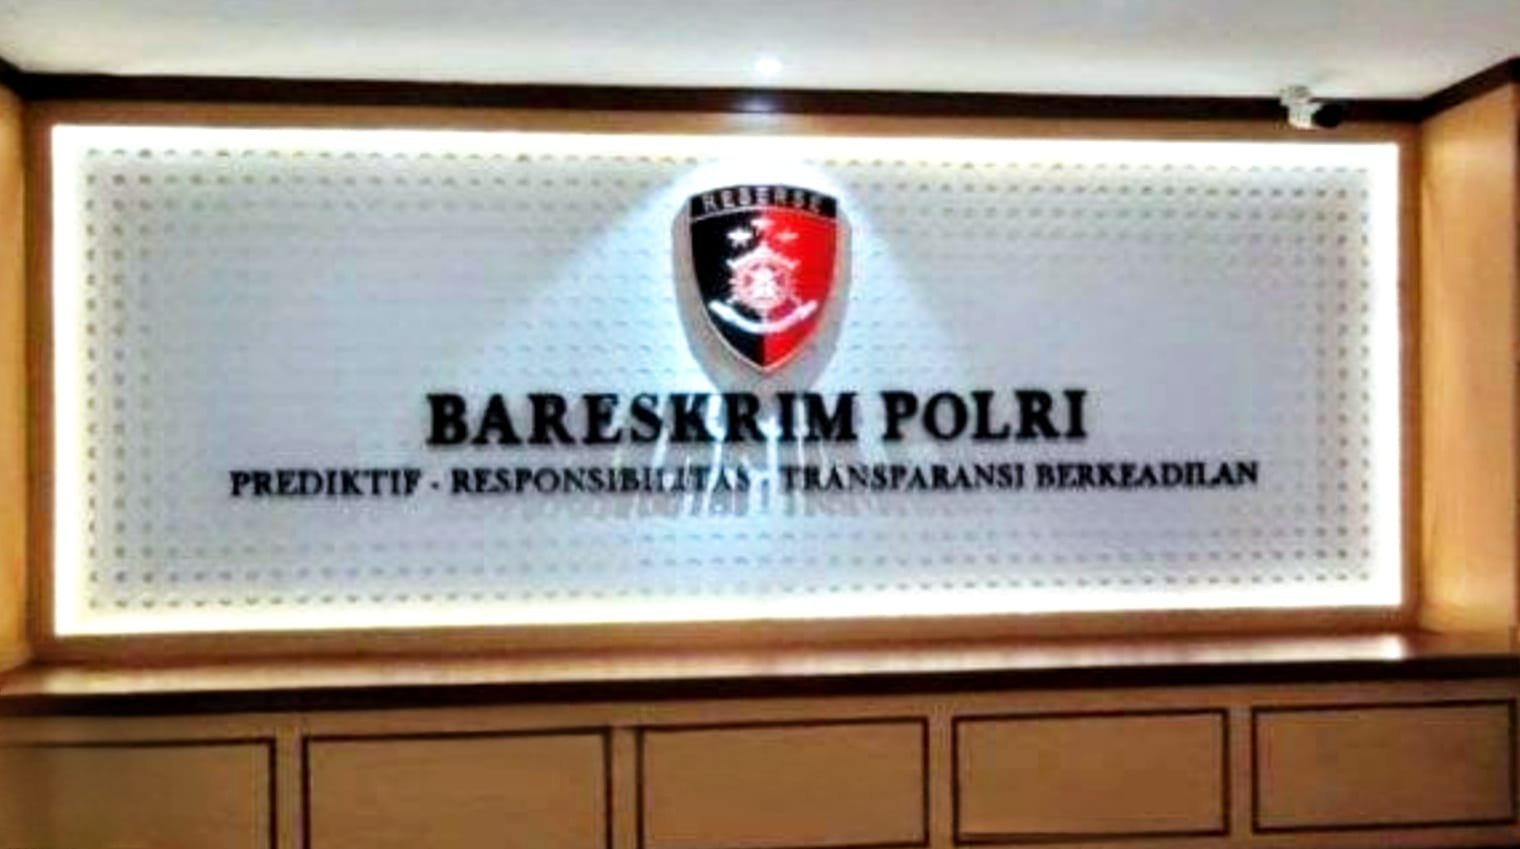 RESERSE
BARESKRIM POLRI
PREDIKTIF - RESPONSIBILITAS - TRANSPARANSI BERKEADILAN